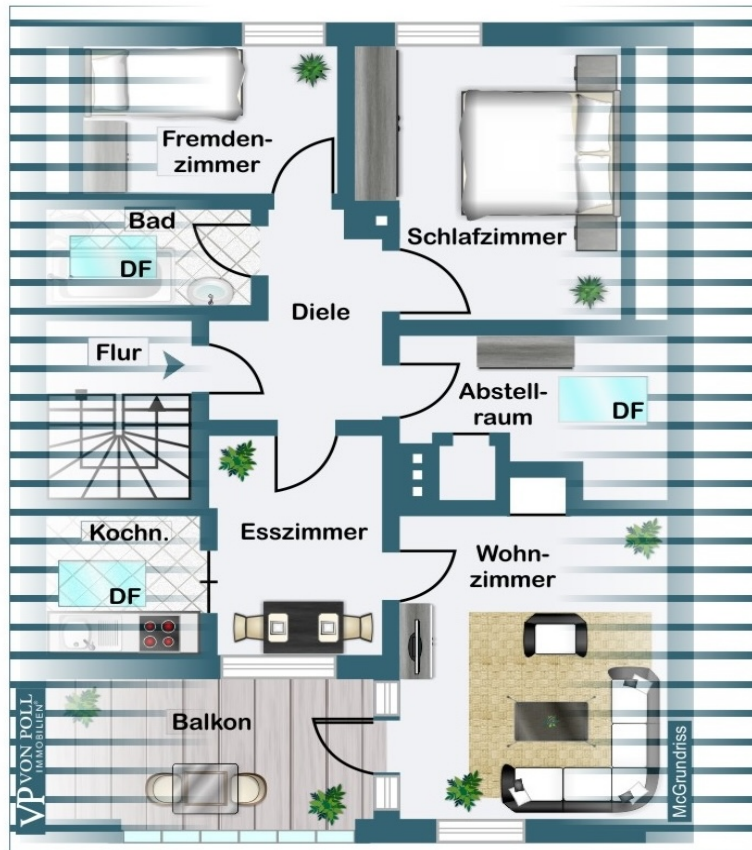 Fremden-
zimmer
Bad
DF
Schlafzimmer
Diele
Flur
Abstell-
raum
DF
Kochn.
DF
Esszimmer
Wohn-
zimmer
Balkon
VP VON POLL
IMMOBILIEN®
McGrundriss